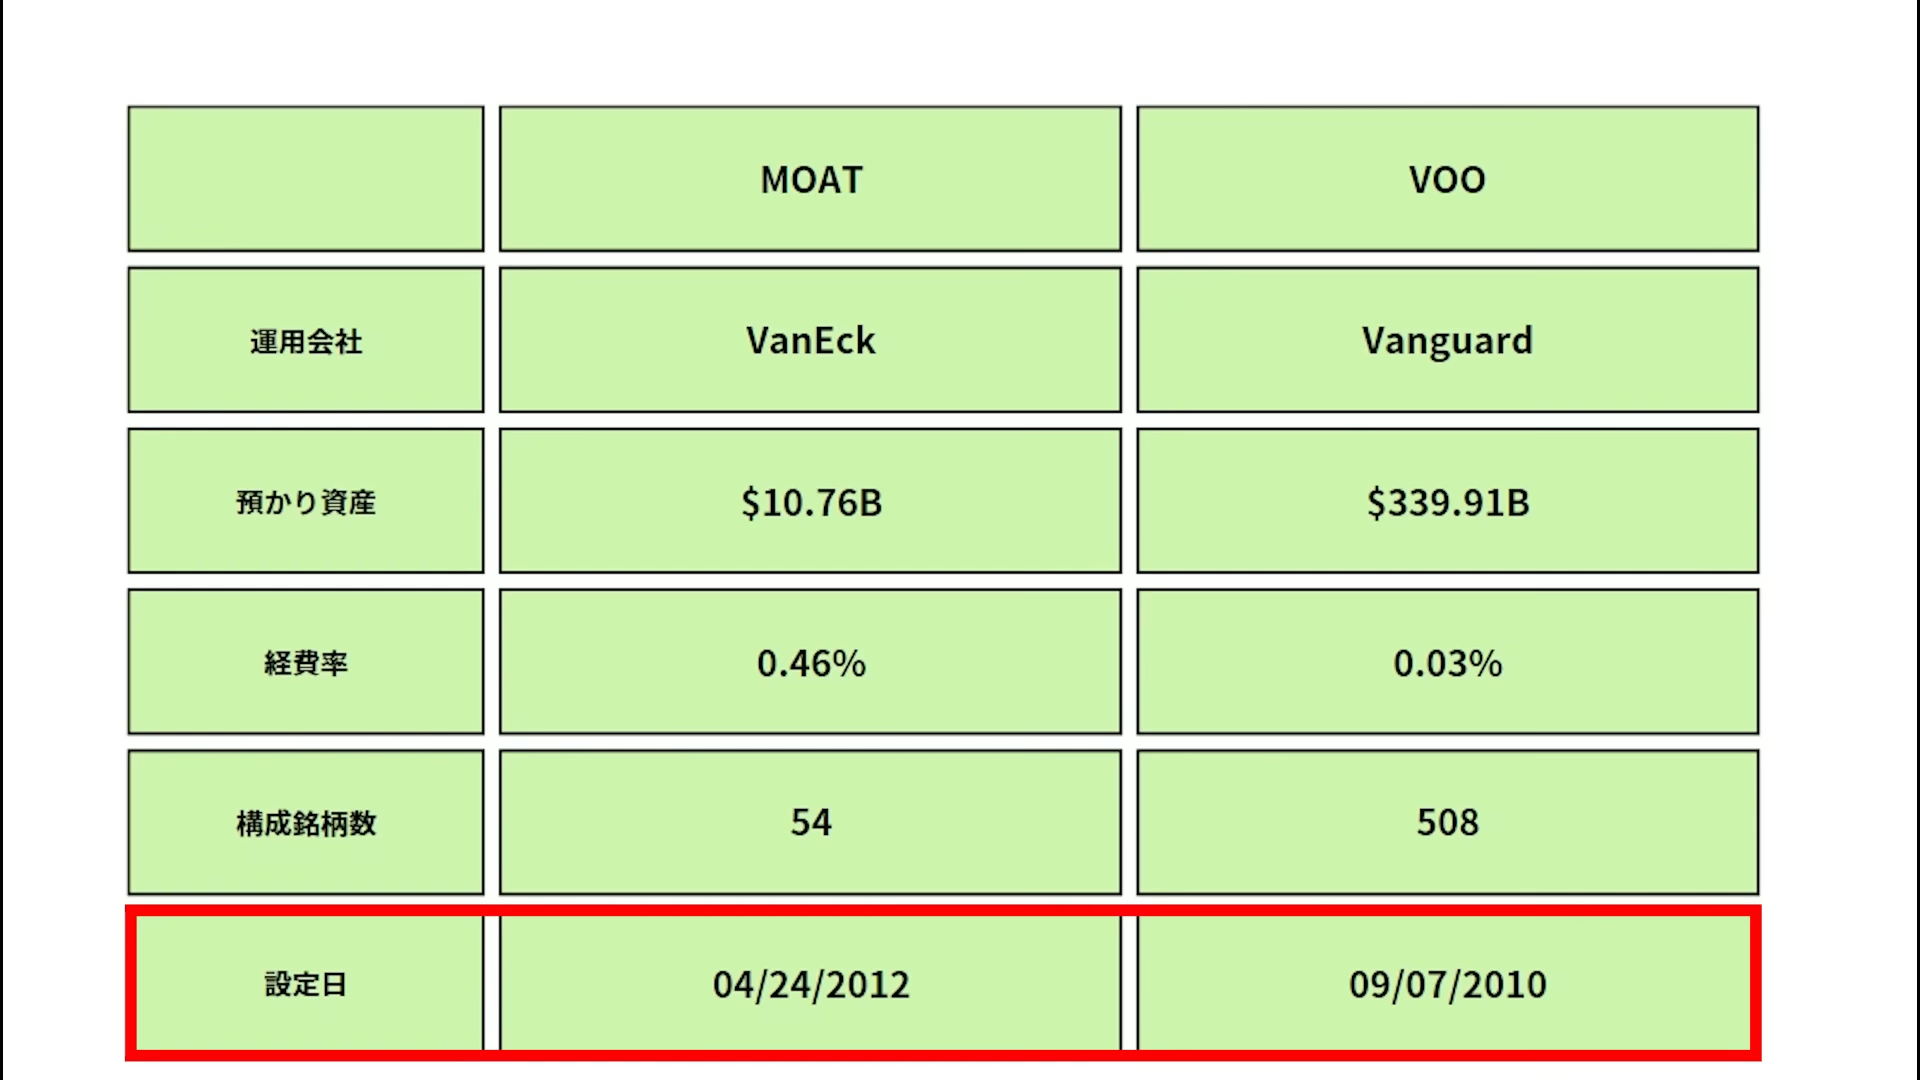 MOAT VOO
運用会社 VanEck Vanguard
預かり資産 $10.76B $339.91B
経費率 0.46% 0.03%
構成銘柄数 54 508
設定日 04/24/2012 09/07/2010